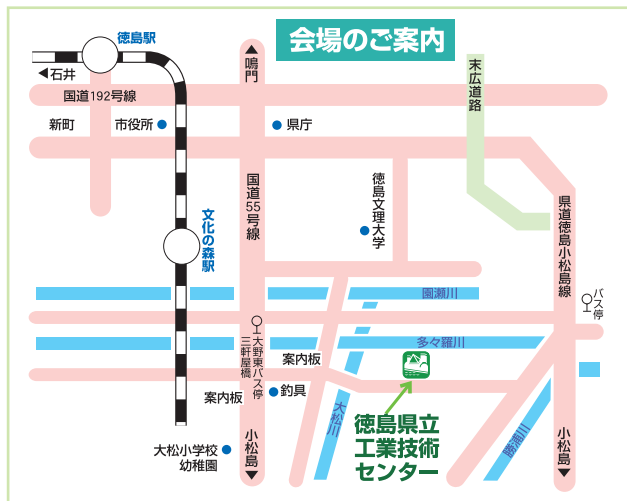 会場のご案内
徳島駅
◀石井
▲鳴門
国道192号線
末広道路
新町
市役所
県庁
国道55号線
徳島文理大学
県道徳島小松島線
文化の森駅
園瀬川
バス停
多々羅川
大野東バス停
三軒屋橋
案内板
案内板
釣具
大松川
徳島県立
工業技術
センター
勝浦川
大松小学校
幼稚園
小松島▼
小松島▼